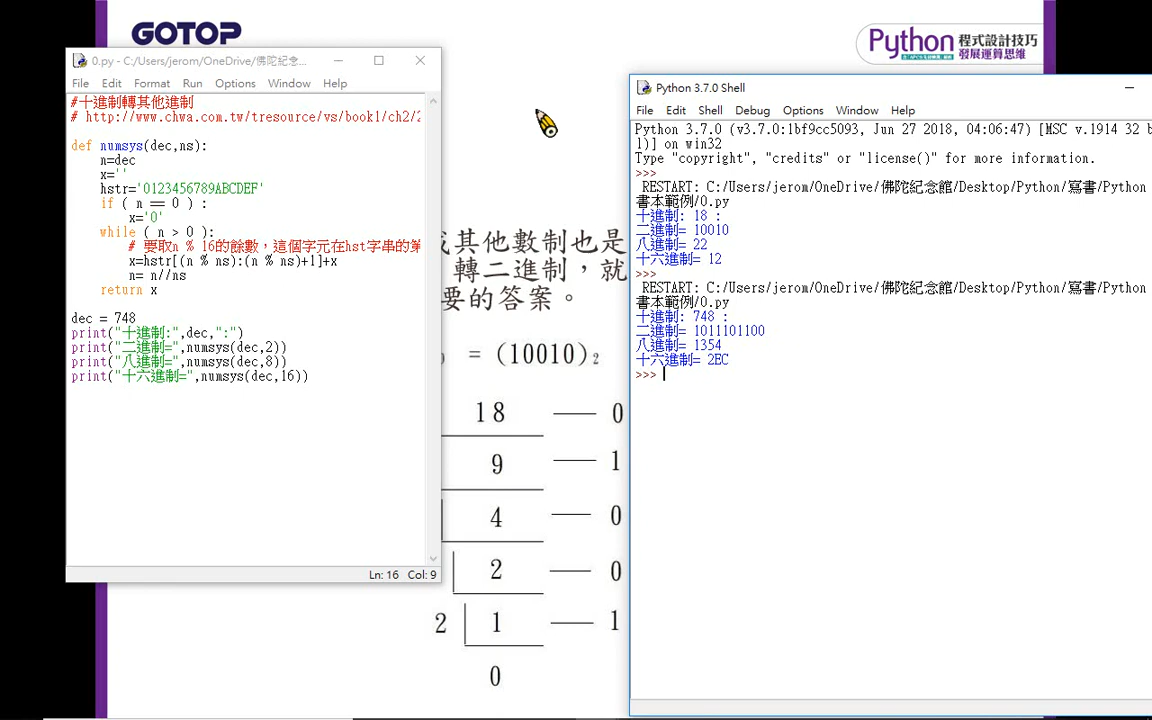 GOTOP
Python 程式設計技巧
發展運算思維
0.py - C:/Users/jerom/OneDrive/佛陀紀念...
File Edit Format Run Options Window Help
#十進制轉其他進制
# http://www.chwa.com.tw/tresource/vs/book1/ch2/2
def numsys(dec,ns):
n=dec
x=''
hstr='0123456789ABCDEF'
if ( n == 0 ) :
x='0'
while ( n > 0 ):
# 要取n % 16的餘數，這個字元在hst字串的第
x=hstr[(n % ns):(n % ns)+1]+x
n= n//ns
return x
dec = 748
print("十進制:",dec,":")
print("二進制=",numsys(dec,2))
print("八進制=",numsys(dec,8))
print("十六進制=",numsys(dec,16))
Ln: 16 Col: 9
其他數制也是
轉二進制，就
要的答案。
= (10010)₂
18 0
9 1
4 0
2 0
2 1 1
0
Python 3.7.0 Shell
File Edit Shell Debug Options Window Help
Python 3.7.0 (v3.7.0:1bf9cc5093, Jun 27 2018, 04:06:47) [MSC v.1914 32 b
1)] on win32
Type "copyright", "credits" or "license()" for more information.
>>>
RESTART: C:/Users/jerom/OneDrive/佛陀紀念館/Desktop/Python/寫書/Python
書本範例/0.py
十進制: 18 :
二進制= 10010
八進制= 22
十六進制= 12
>>>
RESTART: C:/Users/jerom/OneDrive/佛陀紀念館/Desktop/Python/寫書/Python
書本範例/0.py
十進制: 748 :
二進制= 1011101100
八進制= 1354
十六進制= 2EC
>>>